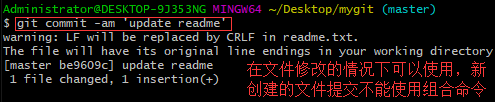 Administrator@DESKTOP-9J353NG MINGW64 ~/Desktop/mygit (master)
$ git commit -am 'update readme'
warning: LF will be replaced by CRLF in readme.txt.
The file will have its original line endings in your working directory
[master be9609c] update readme
1 file changed, 1 insertion(+)
在文件修改的情况下可以使用，新
创建的文件提交不能使用组合命令